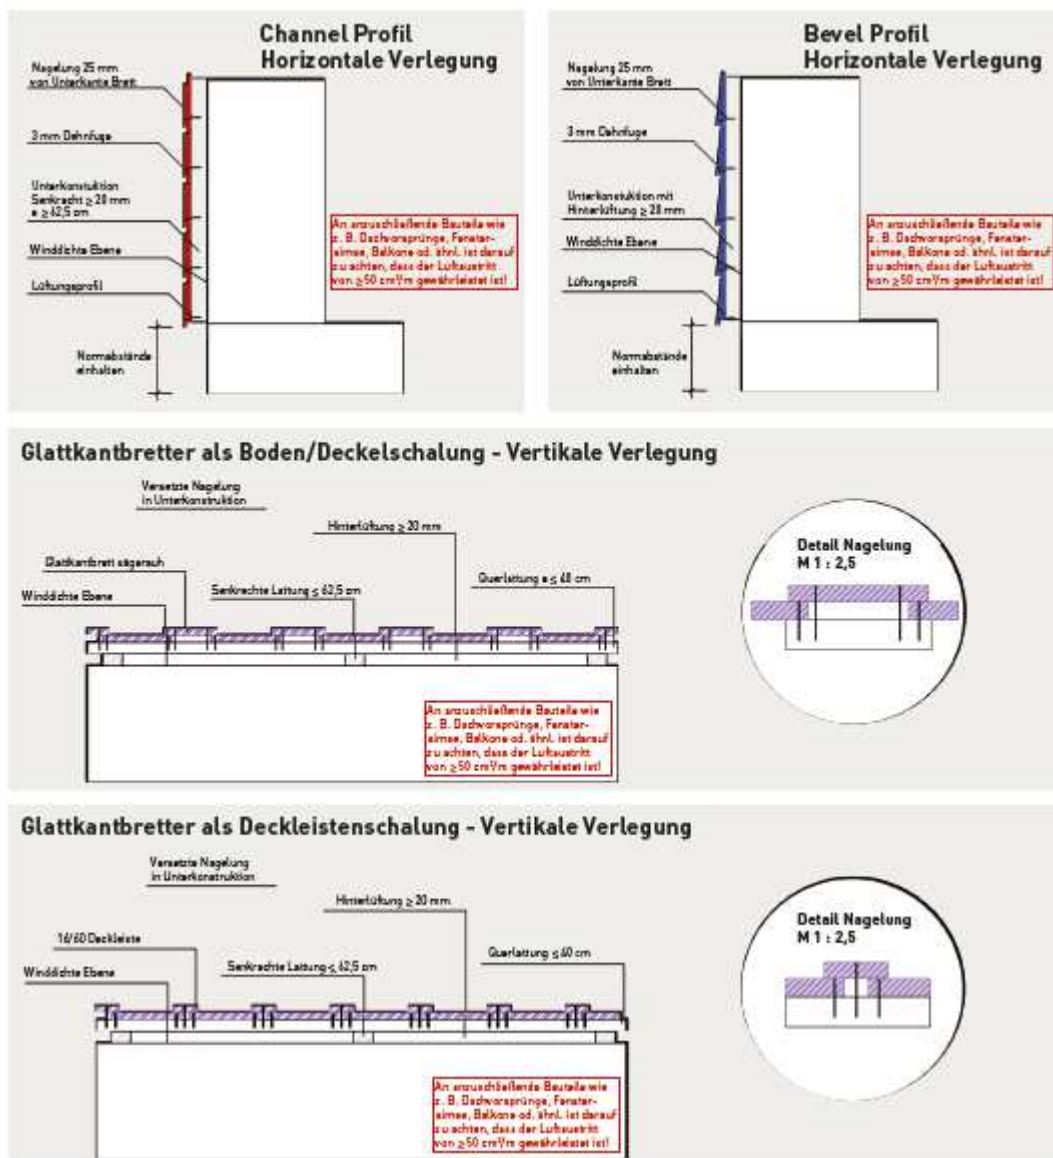 Channel Profil
Horizontale Verlegung
Nagelung 25 mm
von Unterkante Brett
3 mm Dehnfuge
Unterkonstuktion
Senkracht ≥ 20 mm
e ≥ 62,5 cm
Winddichte Ebene
Lüftungsprofil
Normabstände
einhalten
An anzuschließende Bauteile wie
z. B. Dachvorsprünge, Fenster-
simse, Balkone od. ähnl. ist darauf
zu achten, dass der Luftaustritt
von ≥50 cm²/m gewährleistet ist!
Bevel Profil
Horizontale Verlegung
Nagelung 25 mm
von Unterkante Brett
3 mm Dehnfuge
Unterkonstuktion mit
Hinterlüftung ≥ 20 mm
Winddichte Ebene
Lüftungsprofil
Normabstände
einhalten
An anzuschließende Bauteile wie
z. B. Dachvorsprünge, Fenster-
simse, Balkone od. ähnl. ist darauf
zu achten, dass der Luftaustritt
von ≥50 cm²/m gewährleistet ist!
Glattkantbretter als Boden/Deckelschalung - Vertikale Verlegung
Versetzte Nagelung
in Unterkonstruktion
Hinterlüftung ≥ 20 mm
Glattkantbrett sägerauh
Senkrechte Lattung ≤ 62,5 cm
Querlattung e ≤ 60 cm
Winddichte Ebene
Detail Nagelung
M 1 : 2,5
An anzuschließende Bauteile wie
z. B. Dachvorsprünge, Fenster-
simse, Balkone od. ähnl. ist darauf
zu achten, dass der Luftaustritt
von ≥50 cm²/m gewährleistet ist!
Glattkantbretter als Deckleistenschalung - Vertikale Verlegung
Versetzte Nagelung
in Unterkonstruktion
Hinterlüftung ≥ 20 mm
16/60 Deckleiste
Senkrechte Lattung ≤ 62,5 cm
Querlattung ≤ 60 cm
Winddichte Ebene
Detail Nagelung
M 1 : 2,5
An anzuschließende Bauteile wie
z. B. Dachvorsprünge, Fenster-
simse, Balkone od. ähnl. ist darauf
zu achten, dass der Luftaustritt
von ≥50 cm²/m gewährleistet ist!